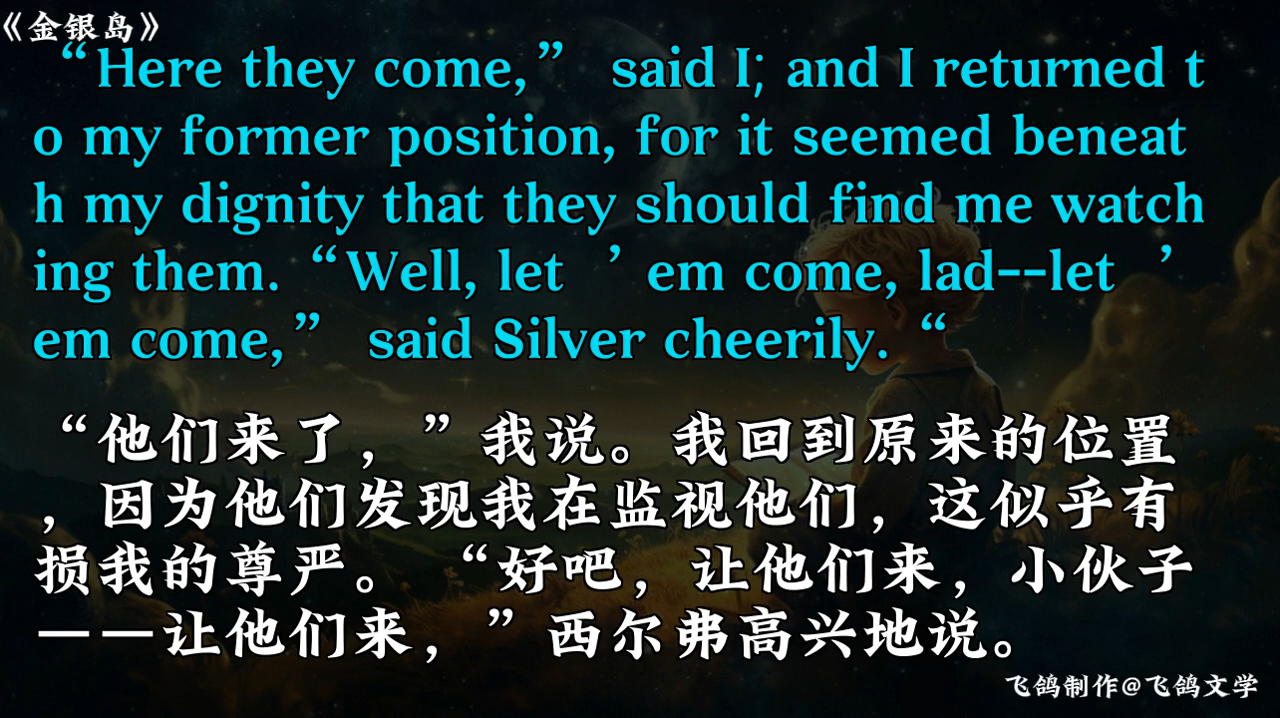 《金银岛》
“Here they come,” said I; and I returned t
o my former position, for it seemed beneat
h my dignity that they should find me watch
ing them. “Well, let ’em come, lad--let ’
em come,” said Silver cheerily. “
“他们来了，”我说。我回到原来的位置
，因为他们发现我在监视他们，这似乎有
损我的尊严。 “好吧，让他们来，小伙子
——让他们来，”西尔弗高兴地说。
飞鸽制作@飞鸽文学